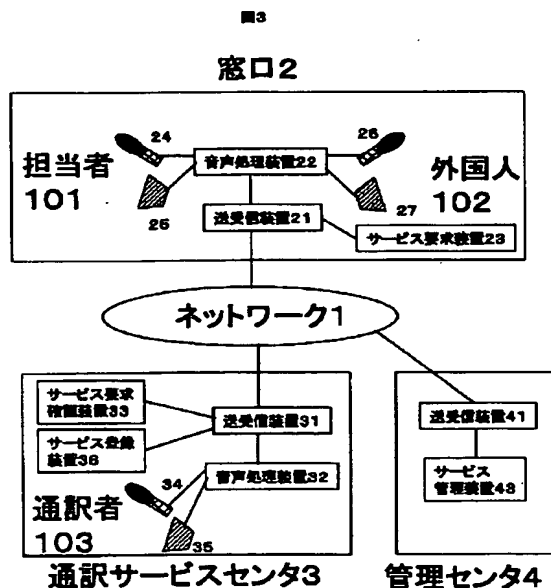 図3
窓口2
24
26
音声処理装置22
担当者
101
外国人
102
25
27
送受信装置21
サービス要求装置23
ネットワーク1
サービス要求
確認装置33
送受信装置31
送受信装置41
サービス登録
装置36
音声処理装置32
サービス
管理装置43
34
通訳者
103
35
通訳サービスセンタ3
管理センタ4